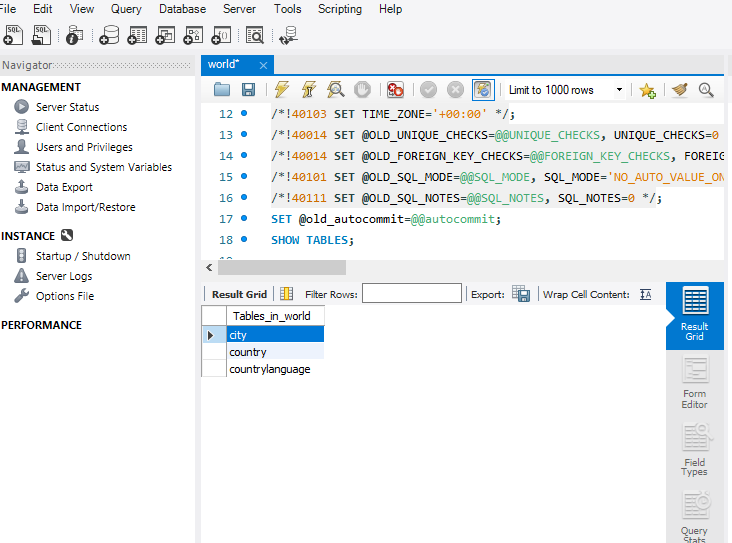 File Edit View Query Database Server Tools Scripting Help
Navigator
MANAGEMENT
Server Status
Client Connections
Users and Privileges
Status and System Variables
Data Export
Data Import/Restore
INSTANCE
Startup / Shutdown
Server Logs
Options File
PERFORMANCE
world*
Limit to 1000 rows
12 /*!40103 SET TIME_ZONE='+00:00' */;
13 /*!40014 SET @OLD_UNIQUE_CHECKS=@@UNIQUE_CHECKS, UNIQUE_CHECKS=0
14 /*!40014 SET @OLD_FOREIGN_KEY_CHECKS=@@FOREIGN_KEY_CHECKS, FOREIG
15 /*!40101 SET @OLD_SQL_MODE=@@SQL_MODE, SQL_MODE='NO_AUTO_VALUE_ON
16 /*!40111 SET @OLD_SQL_NOTES=@@SQL_NOTES, SQL_NOTES=0 */;
17 SET @old_autocommit=@@autocommit;
18 SHOW TABLES;
Result Grid Filter Rows: Export: Wrap Cell Content:
Tables_in_world
city
country
countrylanguage
Result
Grid
Form
Editor
Field
Types
Query
Stats